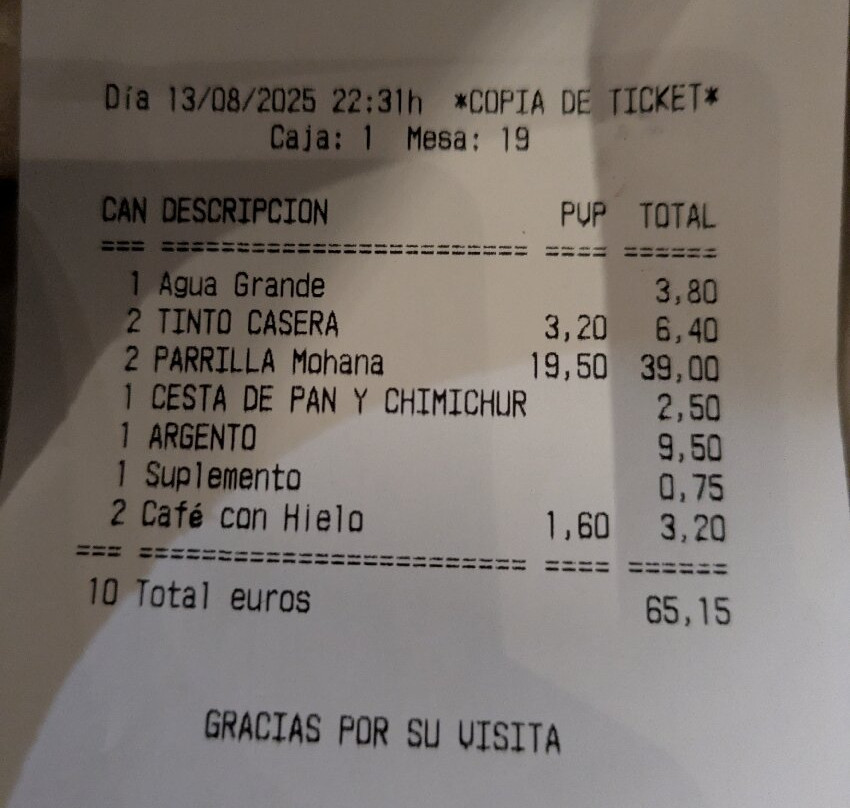 Día 13/08/2025 22:31h *COPIA DE TICKET*
Caja: 1 Mesa: 19
CAN DESCRIPCION PVP TOTAL
=== ======================== ==== ======
1 Agua Grande 3,80
2 TINTO CASERA 3,20 6,40
2 PARRILLA Mohana 19,50 39,00
1 CESTA DE PAN Y CHIMICHUR 2,50
1 ARGENTO 9,50
1 Suplemento 0,75
2 Café con Hielo 1,60 3,20
=== ======================== ==== ======
10 Total euros 65,15
GRACIAS POR SU VISITA